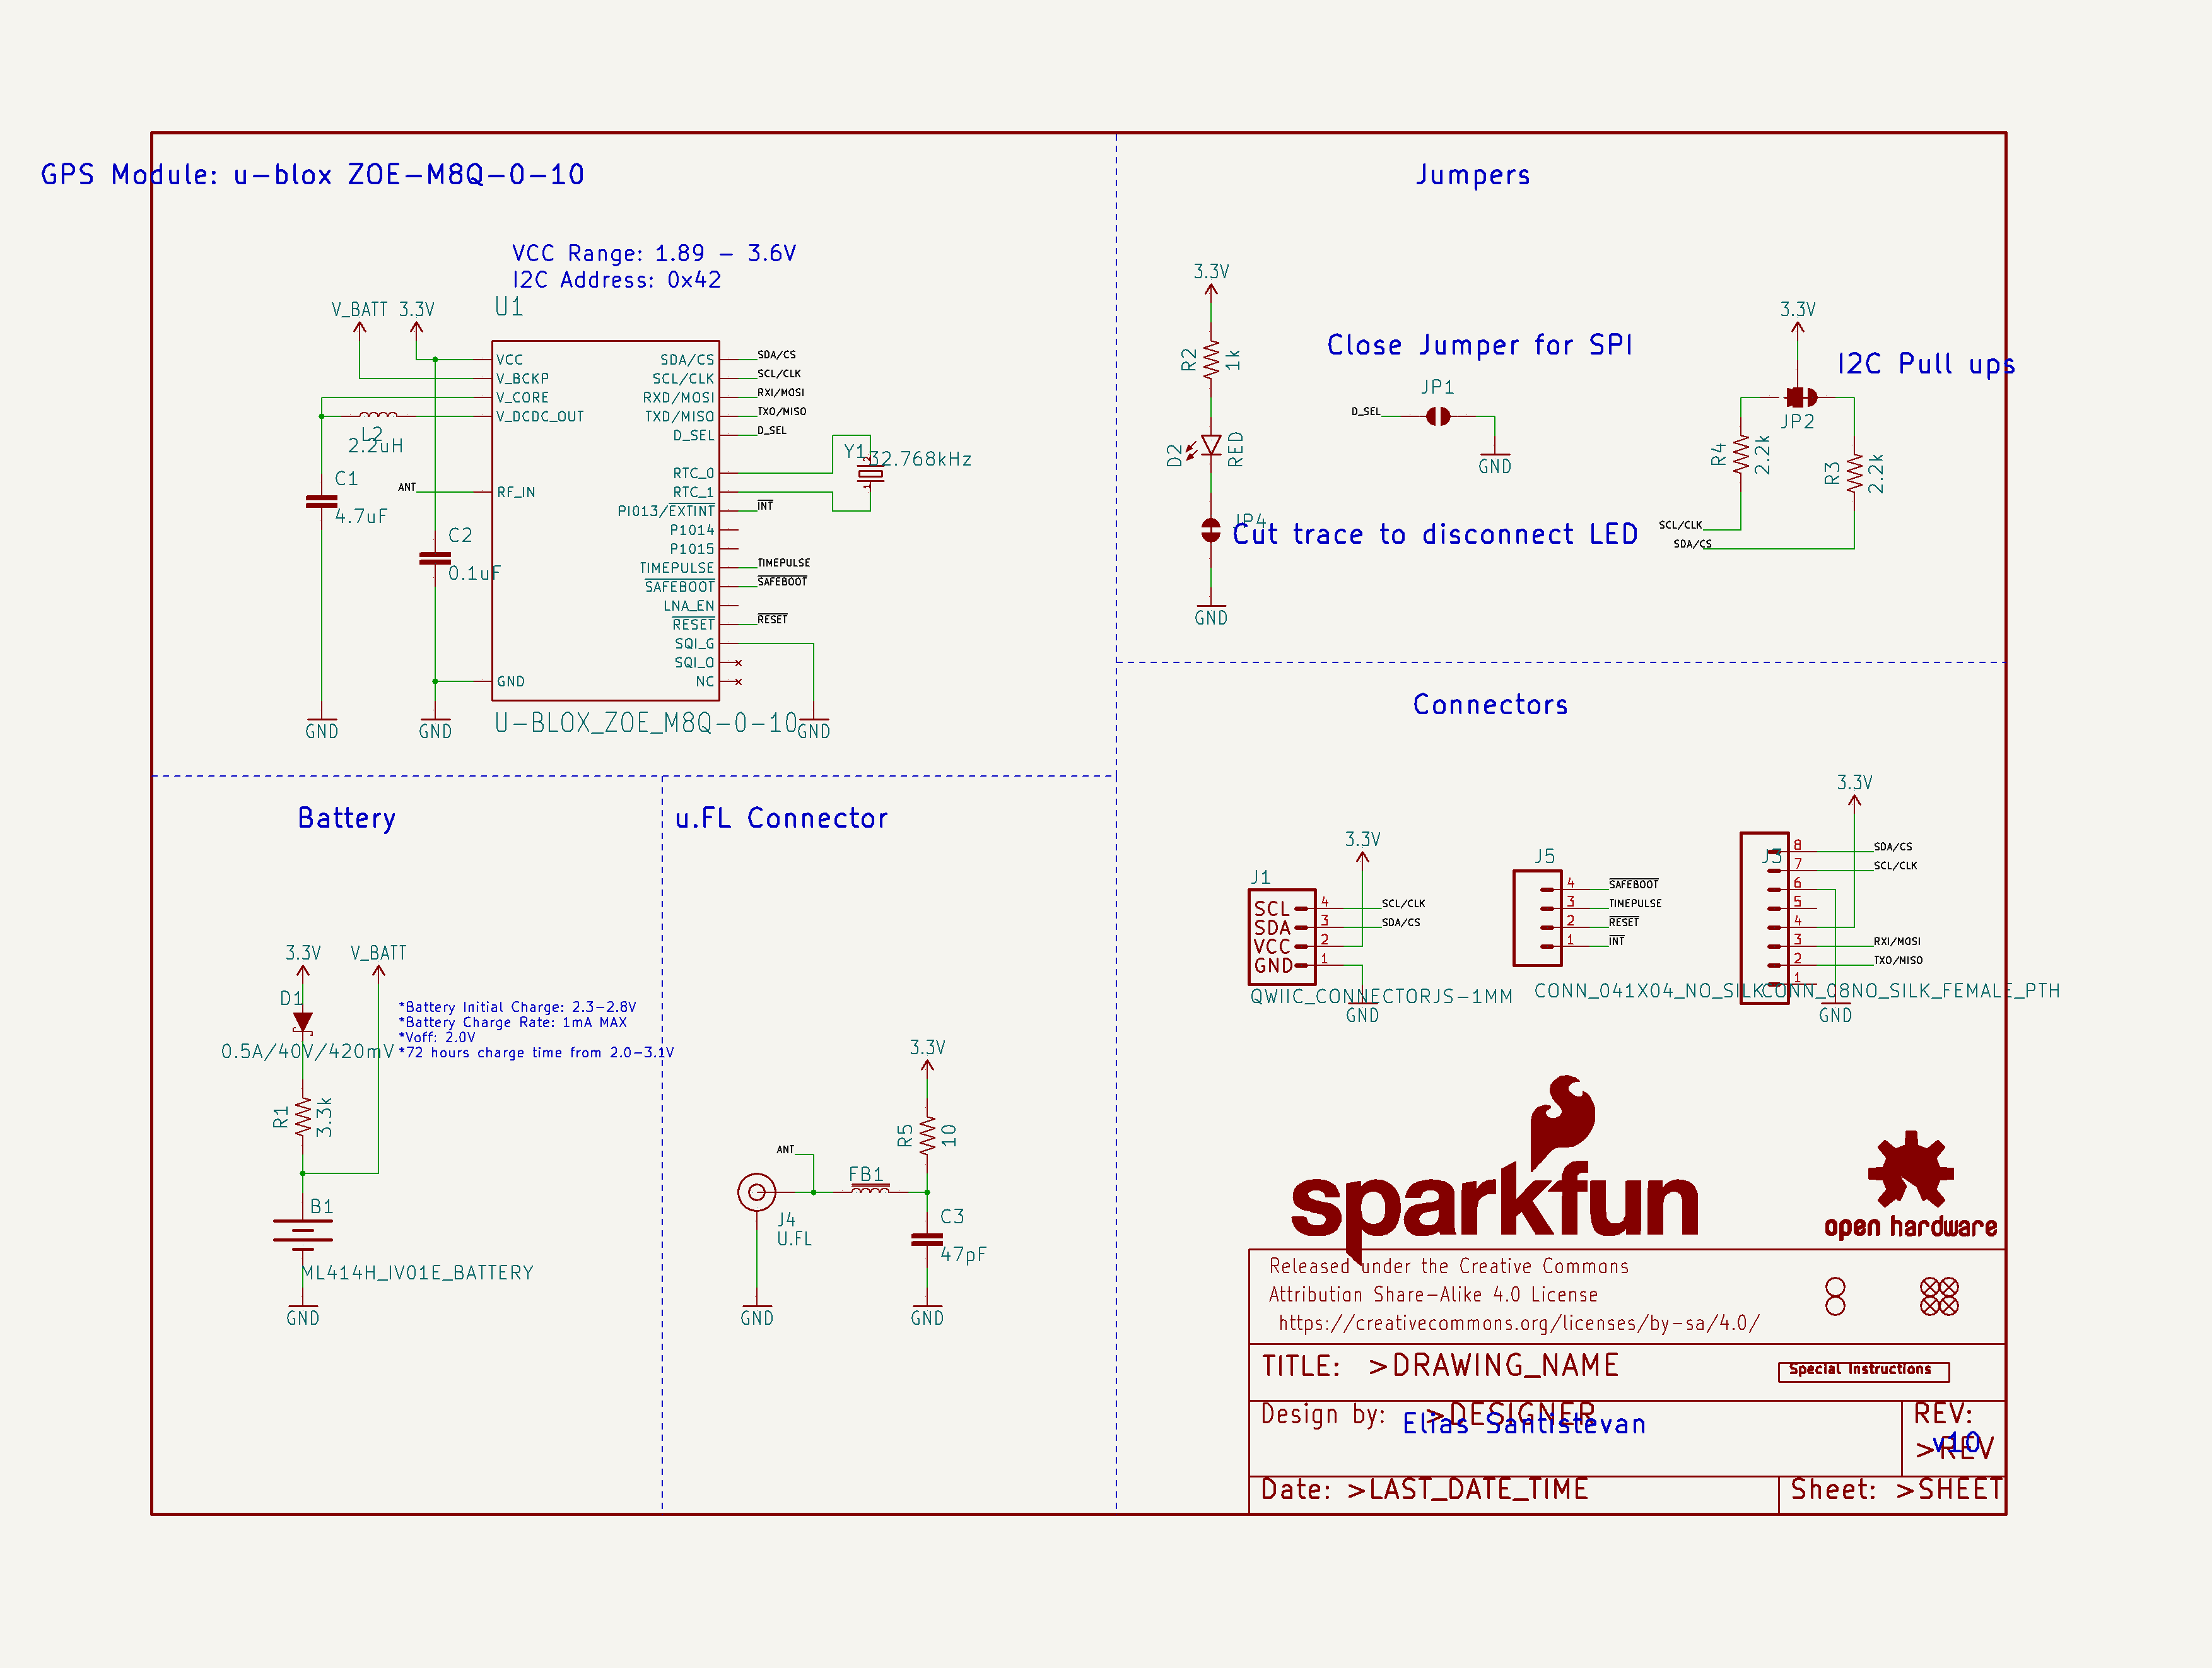 GPS Module: u-blox ZOE-M8Q-0-10
VCC Range: 1.89 - 3.6V
I2C Address: 0x42
U1
V_BATT
3.3V
VCC
V_BCKP
V_CORE
V_DCDC_OUT
RF_IN
GND
SDA/CS
SCL/CLK
RXD/MOSI
TXD/MISO
D_SEL
RTC_0
RTC_1
PI013/EXTINT
P1014
P1015
TIMEPULSE
SAFEBOOT
LNA_EN
RESET
SQI_G
SQI_O
NC
SDA/CS
SCL/CLK
RXI/MOSI
TXO/MISO
D_SEL
INT
TIMEPULSE
SAFEBOOT
RESET
L2
2.2uH
C1
4.7uF
ANT
C2
0.1uF
Y1
32.768kHz
2
1
GND
GND
U-BLOX_ZOE_M8Q-0-10
GND
Jumpers
3.3V
R2
1k
D2
RED
JP4
Cut trace to disconnect LED
GND
Close Jumper for SPI
JP1
D_SEL
GND
3.3V
I2C Pull ups
JP2
R4
2.2k
R3
2.2k
SCL/CLK
SDA/CS
Battery
3.3V
V_BATT
D1
0.5A/40V/420mV
*Battery Initial Charge: 2.3-2.8V
*Battery Charge Rate: 1mA MAX
*Voff: 2.0V
*72 hours charge time from 2.0-3.1V
R1
3.3k
B1
ML414H_IV01E_BATTERY
GND
u.FL Connector
3.3V
R5
10
ANT
FB1
J4
U.FL
C3
47pF
GND
GND
Connectors
J1
3.3V
SCL 4 SCL/CLK
SDA 3 SDA/CS
VCC 2
GND 1
QWIIC_CONNECTORJS-1MM
GND
J5
4 SAFEBOOT
3 TIMEPULSE
2 RESET
1 INT
CONN_041X04_NO_SILK
3.3V
J3
8 SDA/CS
7 SCL/CLK
6
5
4
3 RXI/MOSI
2 TXO/MISO
1
CONN_08NO_SILK_FEMALE_PTH
GND
sparkfun
open hardware
Released under the Creative Commons
Attribution Share-Alike 4.0 License
https://creativecommons.org/licenses/by-sa/4.0/
TITLE: >DRAWING_NAME
Special Instructions
Design by: >DESIGNER
Elias Santistevan
REV:
v10
>REV
Date: >LAST_DATE_TIME
Sheet: >SHEET